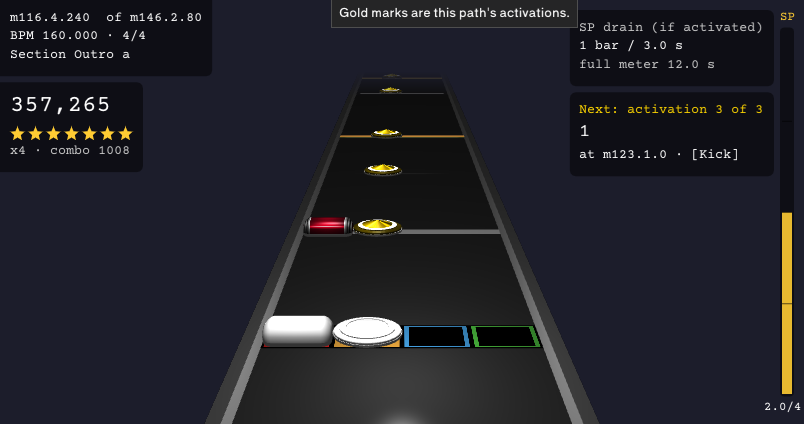 m116.4.240  of m146.2.80
BPM 160.000 · 4/4
Section Outro a
357,265
x4 · combo 1008
Gold marks are this path's activations.
SP drain (if activated)
1 bar / 3.0 s
full meter 12.0 s
Next: activation 3 of 3
1
at m123.1.0 · [Kick]
SP
2.0/4